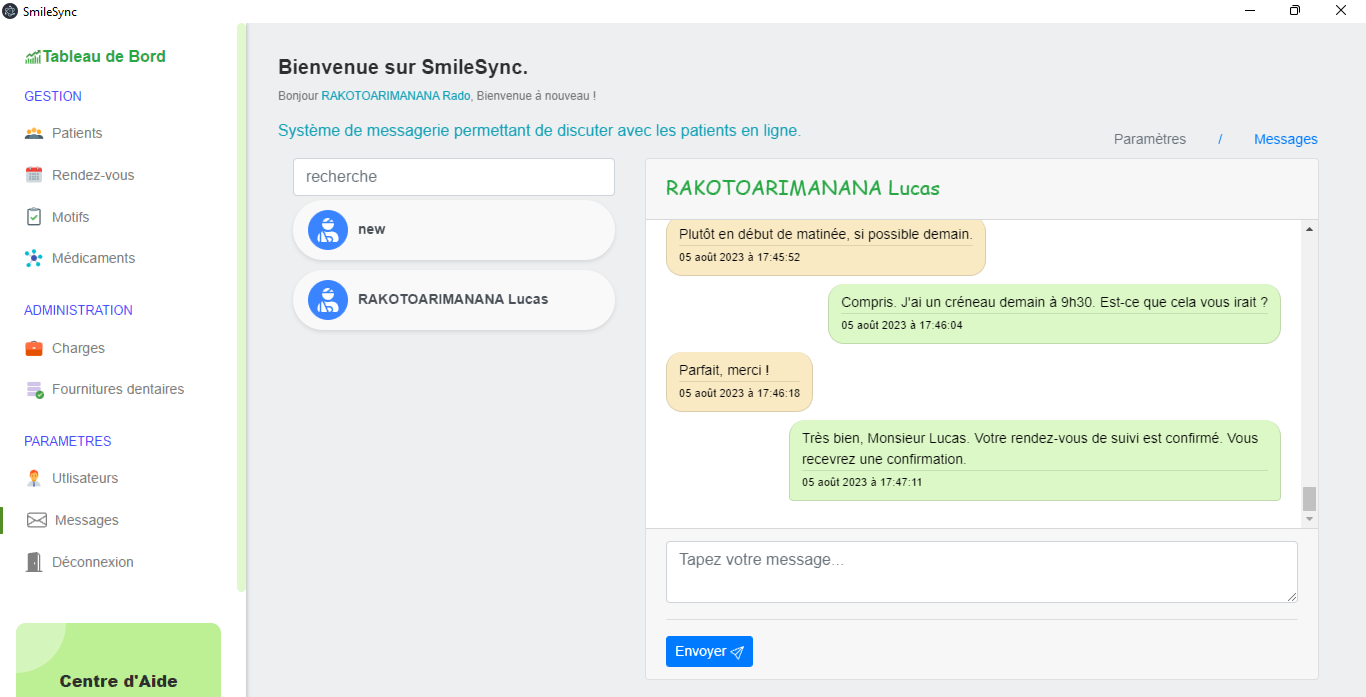 SmileSync
Tableau de Bord
GESTION
Patients
Rendez-vous
Motifs
Médicaments
ADMINISTRATION
Charges
Fournitures dentaires
PARAMETRES
Utlisateurs
Messages
Déconnexion
Centre d'Aide
Bienvenue sur SmileSync.
Bonjour RAKOTOARIMANANA Rado, Bienvenue à nouveau !
Système de messagerie permettant de discuter avec les patients en ligne.
Paramètres / Messages
recherche
new
RAKOTOARIMANANA Lucas
RAKOTOARIMANANA Lucas
Plutôt en début de matinée, si possible demain.
05 août 2023 à 17:45:52
Compris. J'ai un créneau demain à 9h30. Est-ce que cela vous irait ?
05 août 2023 à 17:46:04
Parfait, merci !
05 août 2023 à 17:46:18
Très bien, Monsieur Lucas. Votre rendez-vous de suivi est confirmé. Vous
recevrez une confirmation.
05 août 2023 à 17:47:11
Tapez votre message...
Envoyer